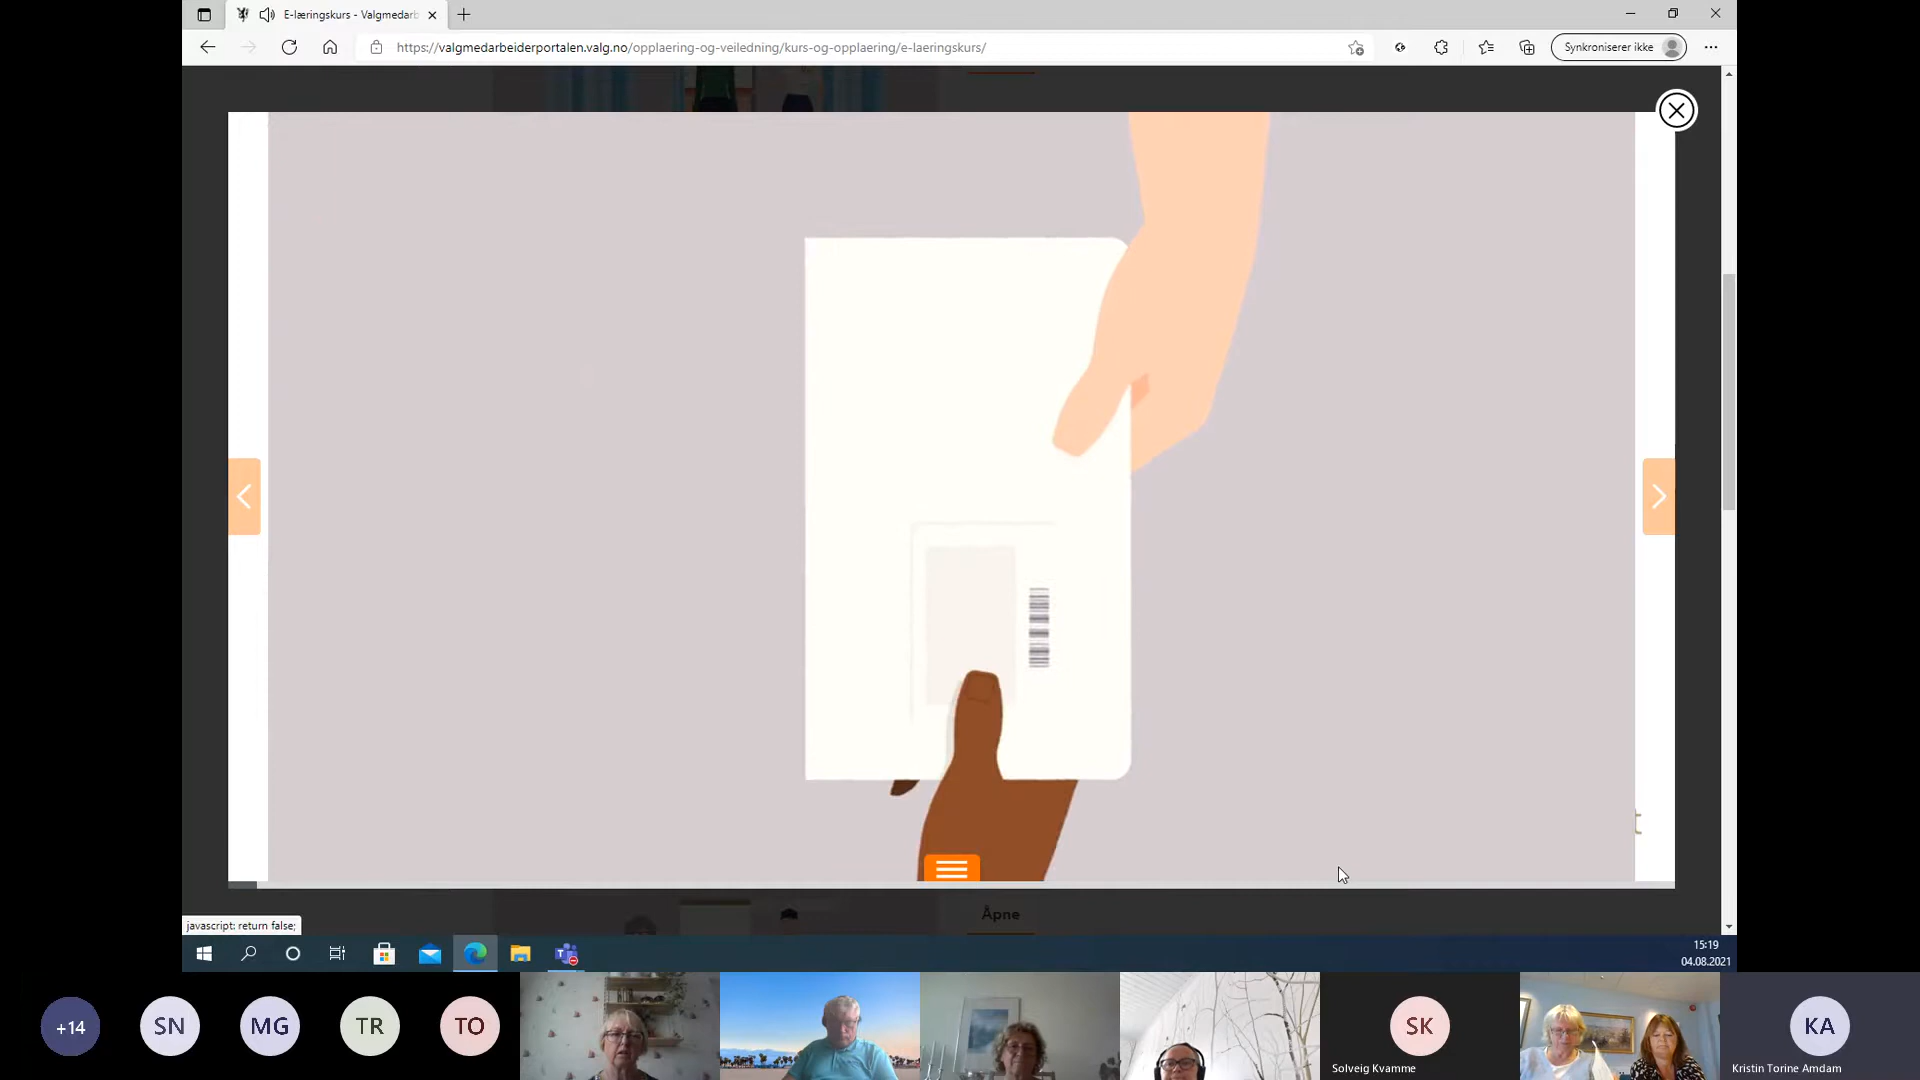 E-læringskurs - Valgmedarb
https://valgmedarbeiderportalen.valg.no/opplaering-og-veiledning/kurs-og-opplaering/e-laeringskurs/
Synkroniserer ikke
t
Åpne
javascript: return false;
15:19
04.08.2021
+14
SN
MG
TR
TO
SK
KA
Solveig Kvamme
Kristin Torine Amdam